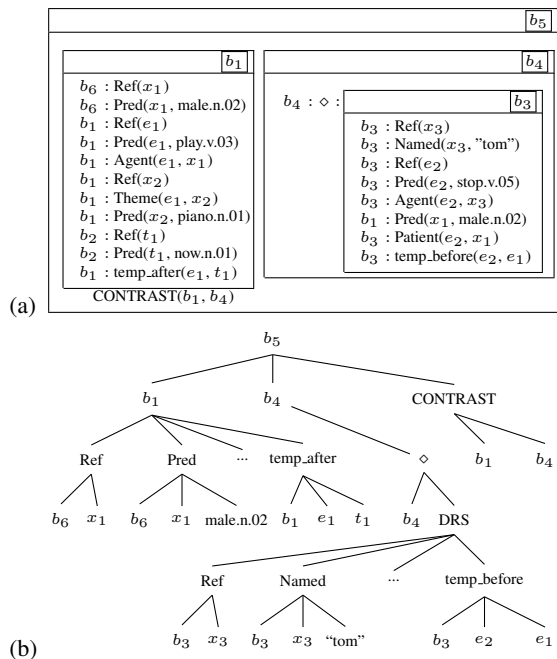 b₅
b₁
b₄
b₆ : Ref(x₁)
b₆ : Pred(x₁, male.n.02)
b₁ : Ref(e₁)
b₁ : Pred(e₁, play.v.03)
b₁ : Agent(e₁, x₁)
b₁ : Ref(x₂)
b₁ : Theme(e₁, x₂)
b₁ : Pred(x₂, piano.n.01)
b₂ : Ref(t₁)
b₂ : Pred(t₁, now.n.01)
b₁ : temp_after(e₁, t₁)
b₄ : ⋄ :
b₃
b₃ : Ref(x₃)
b₃ : Named(x₃, ”tom”)
b₃ : Ref(e₂)
b₃ : Pred(e₂, stop.v.05)
b₃ : Agent(e₂, x₃)
b₁ : Pred(x₁, male.n.02)
b₃ : Patient(e₂, x₁)
b₃ : temp_before(e₂, e₁)
CONTRAST(b₁, b₄)
(a)
b₅
b₁ b₄ CONTRAST
Ref Pred ... temp_after ⋄ b₁ b₄
b₆ x₁ b₆ x₁ male.n.02 b₁ e₁ t₁ b₄ DRS
Ref Named ... temp_before
b₃ x₃ b₃ x₃ “tom” b₃ e₂ e₁
(b)